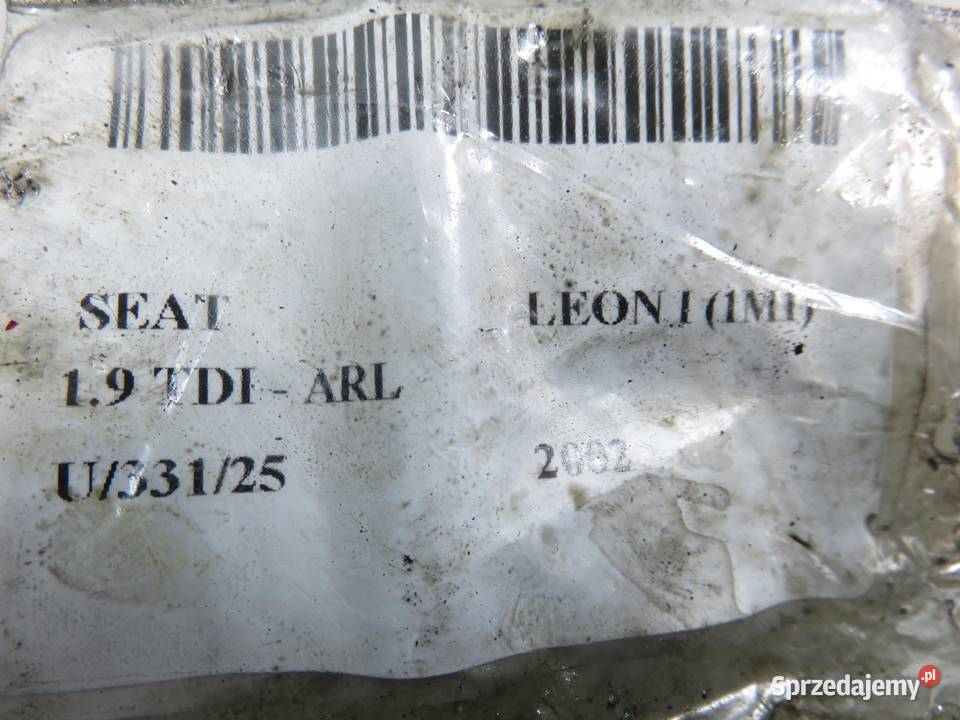 SEAT LEON I (1M1)
1.9 TDI - ARL
U/331/25 2002
Sprzedajemy.pl